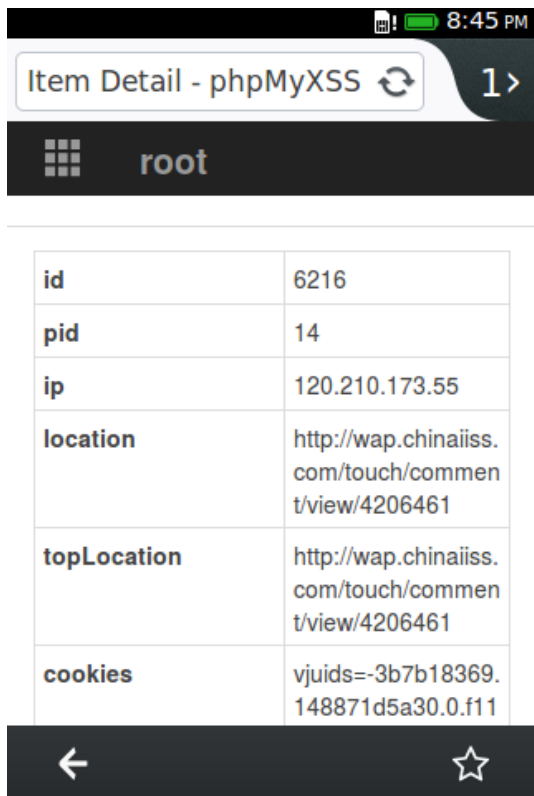 8:45 PM
Item Detail - phpMyXSS
1
root
id 6216
pid 14
ip 120.210.173.55
location http://wap.chinaiiss.
com/touch/commen
t/view/4206461
topLocation http://wap.chinaiiss.
com/touch/commen
t/view/4206461
cookies vjuids=-3b7b18369.
148871d5a30.0.f11